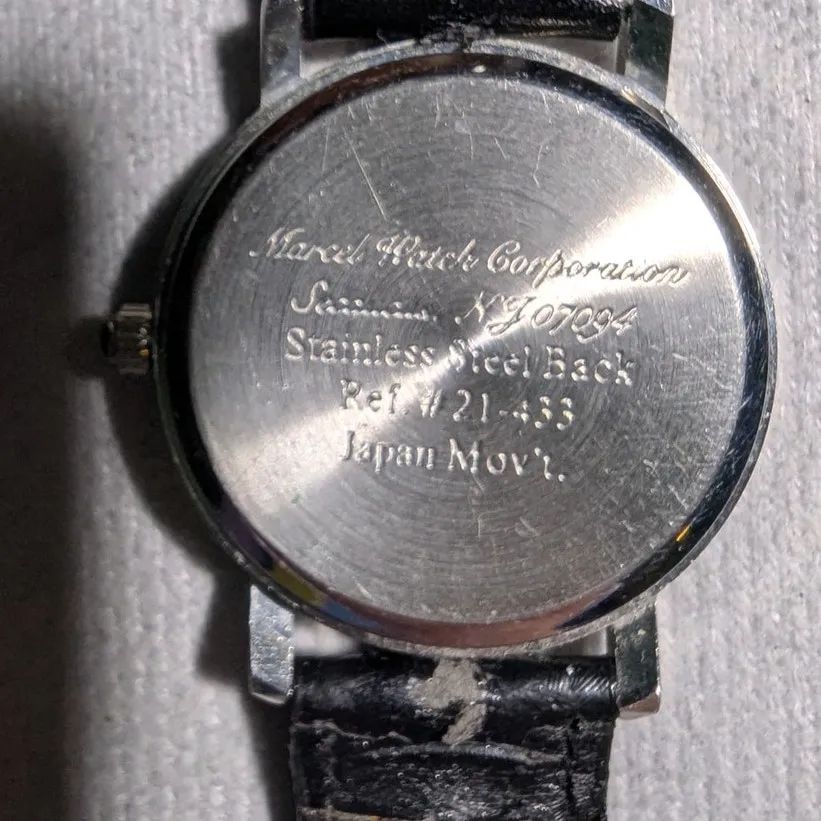 Marcel Watch Corporation
NJ 07094
Stainless Steel Back
Ref. # 21-433
Japan Mov't.